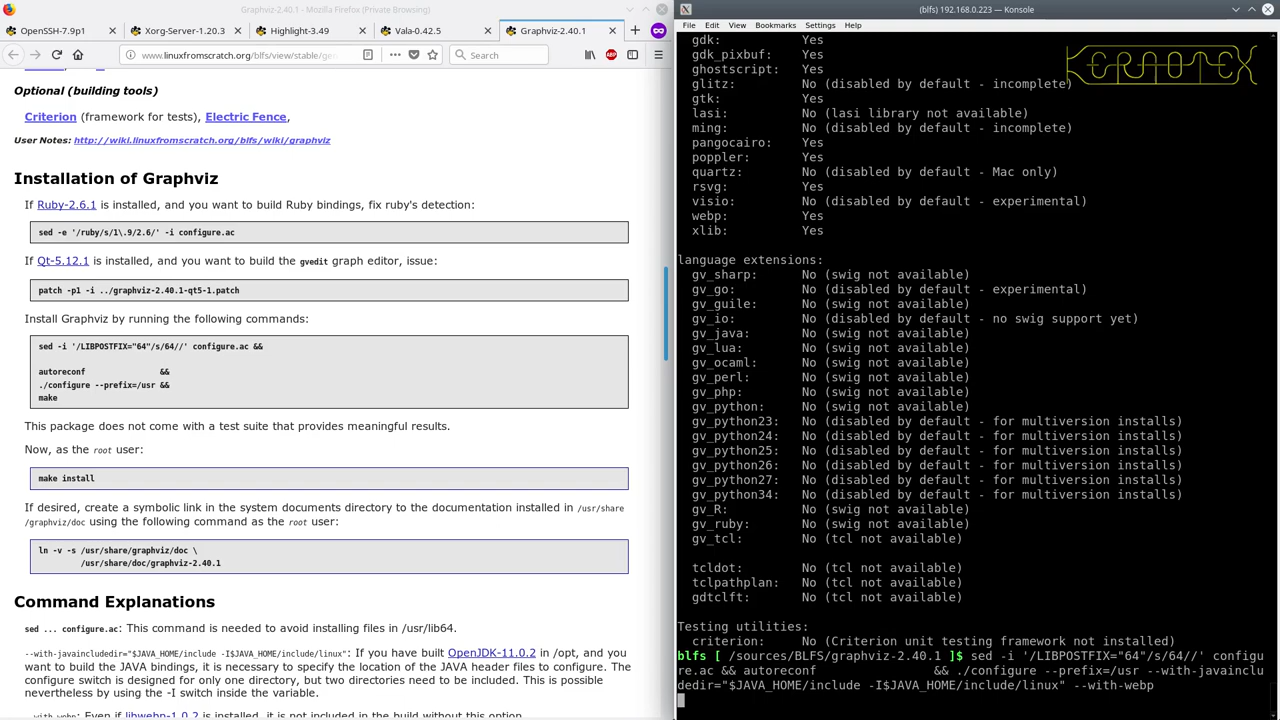 Graphviz-2.40.1 - Mozilla Firefox (Private Browsing)
OpenSSH-7.9p1
Xorg-Server-1.20.3
Highlight-3.49
Vala-0.42.5
Graphviz-2.40.1
www.linuxfromscratch.org/blfs/view/stable/ge
Search
Optional (building tools)
Criterion (framework for tests), Electric Fence,
User Notes: http://wiki.linuxfromscratch.org/blfs/wiki/graphviz
Installation of Graphviz
If Ruby-2.6.1 is installed, and you want to build Ruby bindings, fix ruby's detection:
sed -e '/ruby/s/1\.9/2.6/' -i configure.ac
If Qt-5.12.1 is installed, and you want to build the gvedit graph editor, issue:
patch -p1 -i ../graphviz-2.40.1-qt5-1.patch
Install Graphviz by running the following commands:
sed -i '/LIBPOSTFIX="64"/s/64//' configure.ac &&
autoreconf &&
./configure --prefix=/usr &&
make
This package does not come with a test suite that provides meaningful results.
Now, as the root user:
make install
If desired, create a symbolic link in the system documents directory to the documentation installed in /usr/share
/graphviz/doc using the following command as the root user:
ln -v -s /usr/share/graphviz/doc \
/usr/share/doc/graphviz-2.40.1
Command Explanations
sed ... configure.ac: This command is needed to avoid installing files in /usr/lib64.
--with-javaincludedir="$JAVA_HOME/include -I$JAVA_HOME/include/linux": If you have built OpenJDK-11.0.2 in /opt, and you
want to build the JAVA bindings, it is necessary to specify the location of the JAVA header files to configure. The
configure switch is designed for only one directory, but two directories need to be included. This is possible
nevertheless by using the -I switch inside the variable.
--with-webp: Even if libwebp-1.0.2 is installed, it is not included in the build without this option.
(blfs) 192.168.0.223 — Konsole
File Edit View Bookmarks Settings Help
gdk: Yes
gdk_pixbuf: Yes
ghostscript: Yes
glitz: No (disabled by default - incomplete)
gtk: Yes
lasi: No (lasi library not available)
ming: No (disabled by default - incomplete)
pangocairo: Yes
poppler: Yes
quartz: No (disabled by default - Mac only)
rsvg: Yes
visio: No (disabled by default - experimental)
webp: Yes
xlib: Yes
language extensions:
gv_sharp: No (swig not available)
gv_go: No (disabled by default - experimental)
gv_guile: No (swig not available)
gv_io: No (disabled by default - no swig support yet)
gv_java: No (swig not available)
gv_lua: No (swig not available)
gv_ocaml: No (swig not available)
gv_perl: No (swig not available)
gv_php: No (swig not available)
gv_python: No (swig not available)
gv_python23: No (disabled by default - for multiversion installs)
gv_python24: No (disabled by default - for multiversion installs)
gv_python25: No (disabled by default - for multiversion installs)
gv_python26: No (disabled by default - for multiversion installs)
gv_python27: No (disabled by default - for multiversion installs)
gv_python34: No (disabled by default - for multiversion installs)
gv_R: No (swig not available)
gv_ruby: No (swig not available)
gv_tcl: No (tcl not available)
tcldot: No (tcl not available)
tclpathplan: No (tcl not available)
gdtclft: No (tcl not available)
Testing utilities:
criterion: No (Criterion unit testing framework not installed)
blfs [ /sources/BLFS/graphviz-2.40.1 ]$ sed -i '/LIBPOSTFIX="64"/s/64//' configu
re.ac && autoreconf && ./configure --prefix=/usr --with-javainclu
dedir="$JAVA_HOME/include -I$JAVA_HOME/include/linux" --with-webp